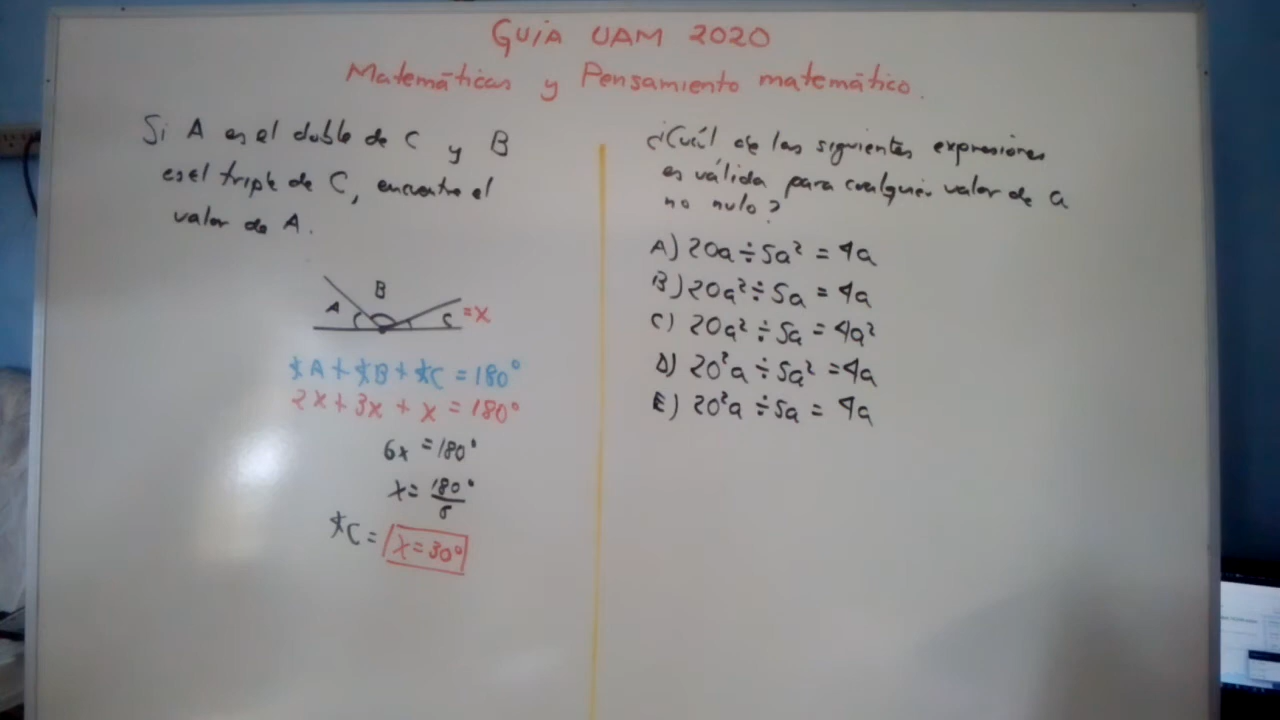 GUIA UAM 2020
Matemáticas y Pensamiento matemático.
Si A es el doble de C y B
es el triple de C, encuentre el
valor de A.
B
A
C = x
∡A + ∡B + ∡C = 180°
2x + 3x + x = 180°
6x = 180°
x = 180°/6
∡C = x = 30°
¿Cuál de las siguientes expresiones
es válida para cualquier valor de a
no nulo?
A) 20a ÷ 5a² = 4a
B) 20a² ÷ 5a = 4a
C) 20a² ÷ 5a = 4a²
D) 20²a ÷ 5a² = 4a
E) 20²a ÷ 5a = 4a